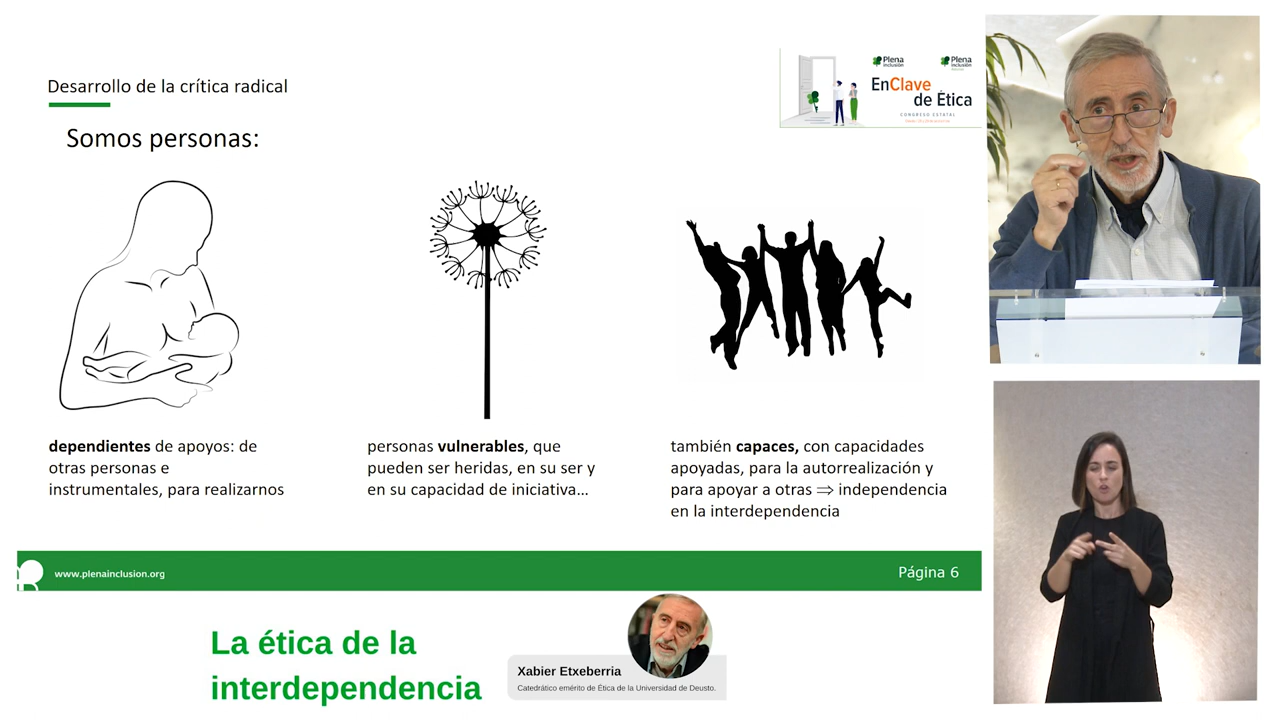 Desarrollo de la crítica radical
Somos personas:
Plena
inclusión
Plena
inclusión
EnClave
de Ética
CONGRESO ESTATAL
dependientes de apoyos: de
otras personas e
instrumentales, para realizarnos
personas vulnerables, que
pueden ser heridas, en su ser y
en su capacidad de iniciativa...
también capaces, con capacidades
apoyadas, para la autorrealización y
para apoyar a otras ⇒ independencia
en la interdependencia
www.plenainclusion.org
Página 6
La ética de la
interdependencia
Xabier Etxeberria
Catedrático emérito de Ética de la Universidad de Deusto.